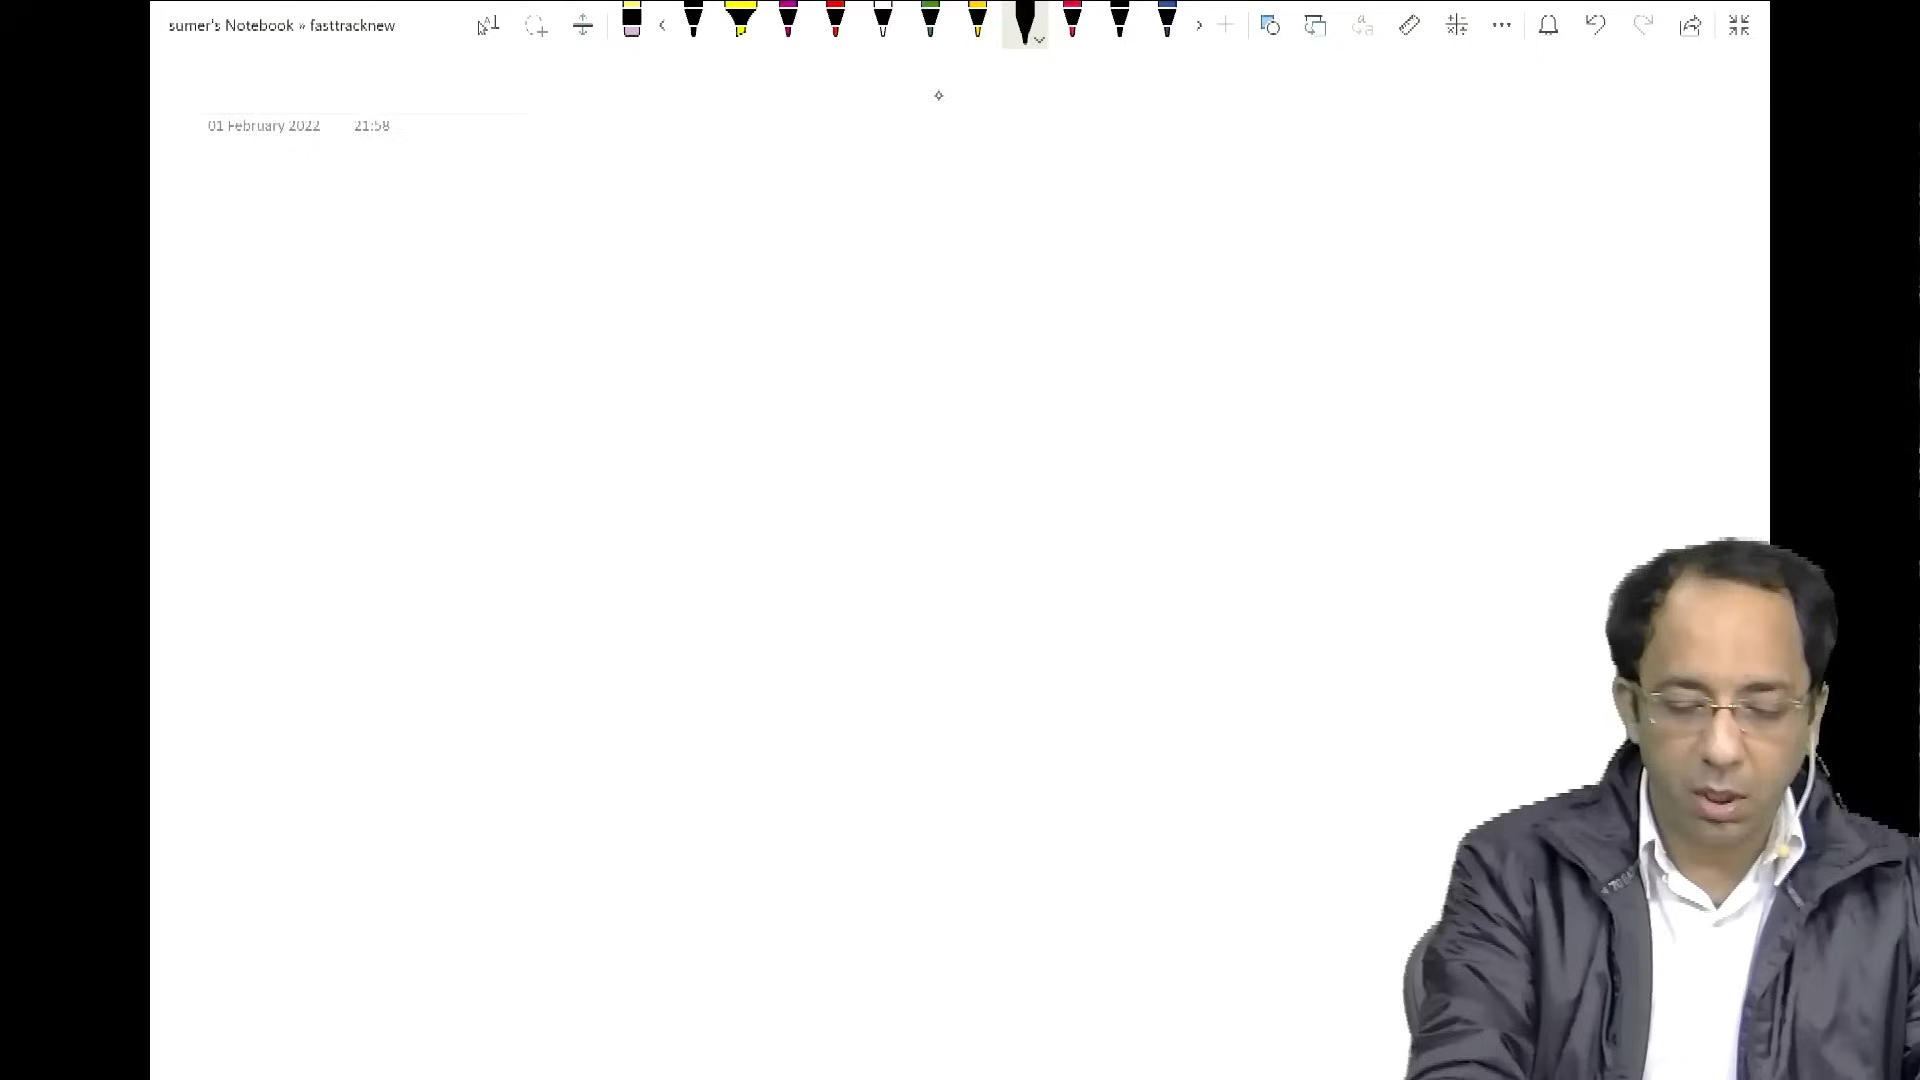 sumer's Notebook » fasttracknew
01 February 2022 21:58